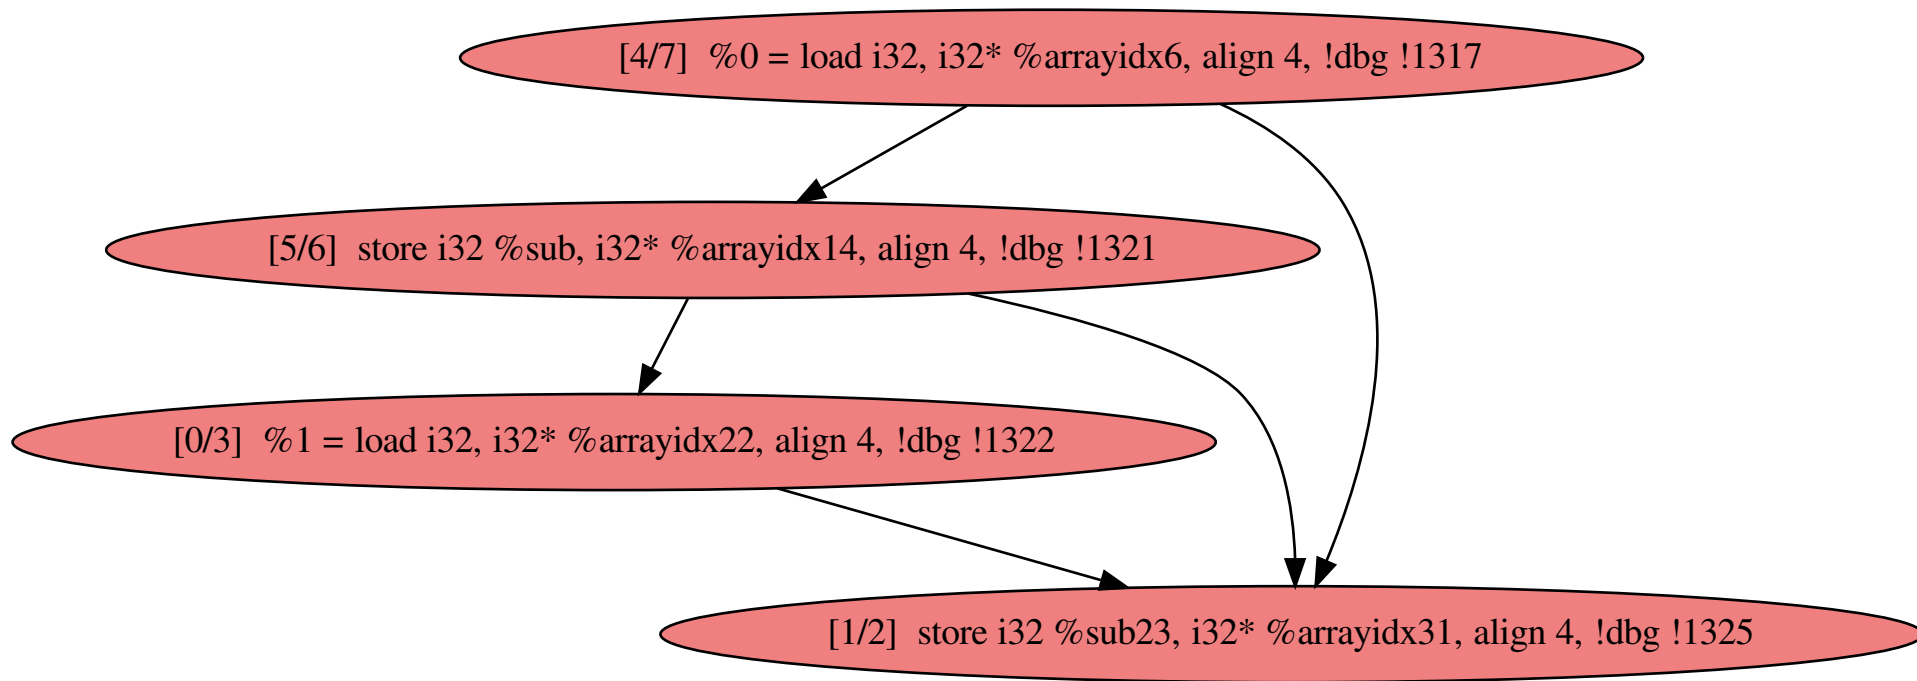 [4/7]  %0 = load i32, i32* %arrayidx6, align 4, !dbg !1317
[5/6]  store i32 %sub, i32* %arrayidx14, align 4, !dbg !1321
[0/3]  %1 = load i32, i32* %arrayidx22, align 4, !dbg !1322
[1/2]  store i32 %sub23, i32* %arrayidx31, align 4, !dbg !1325